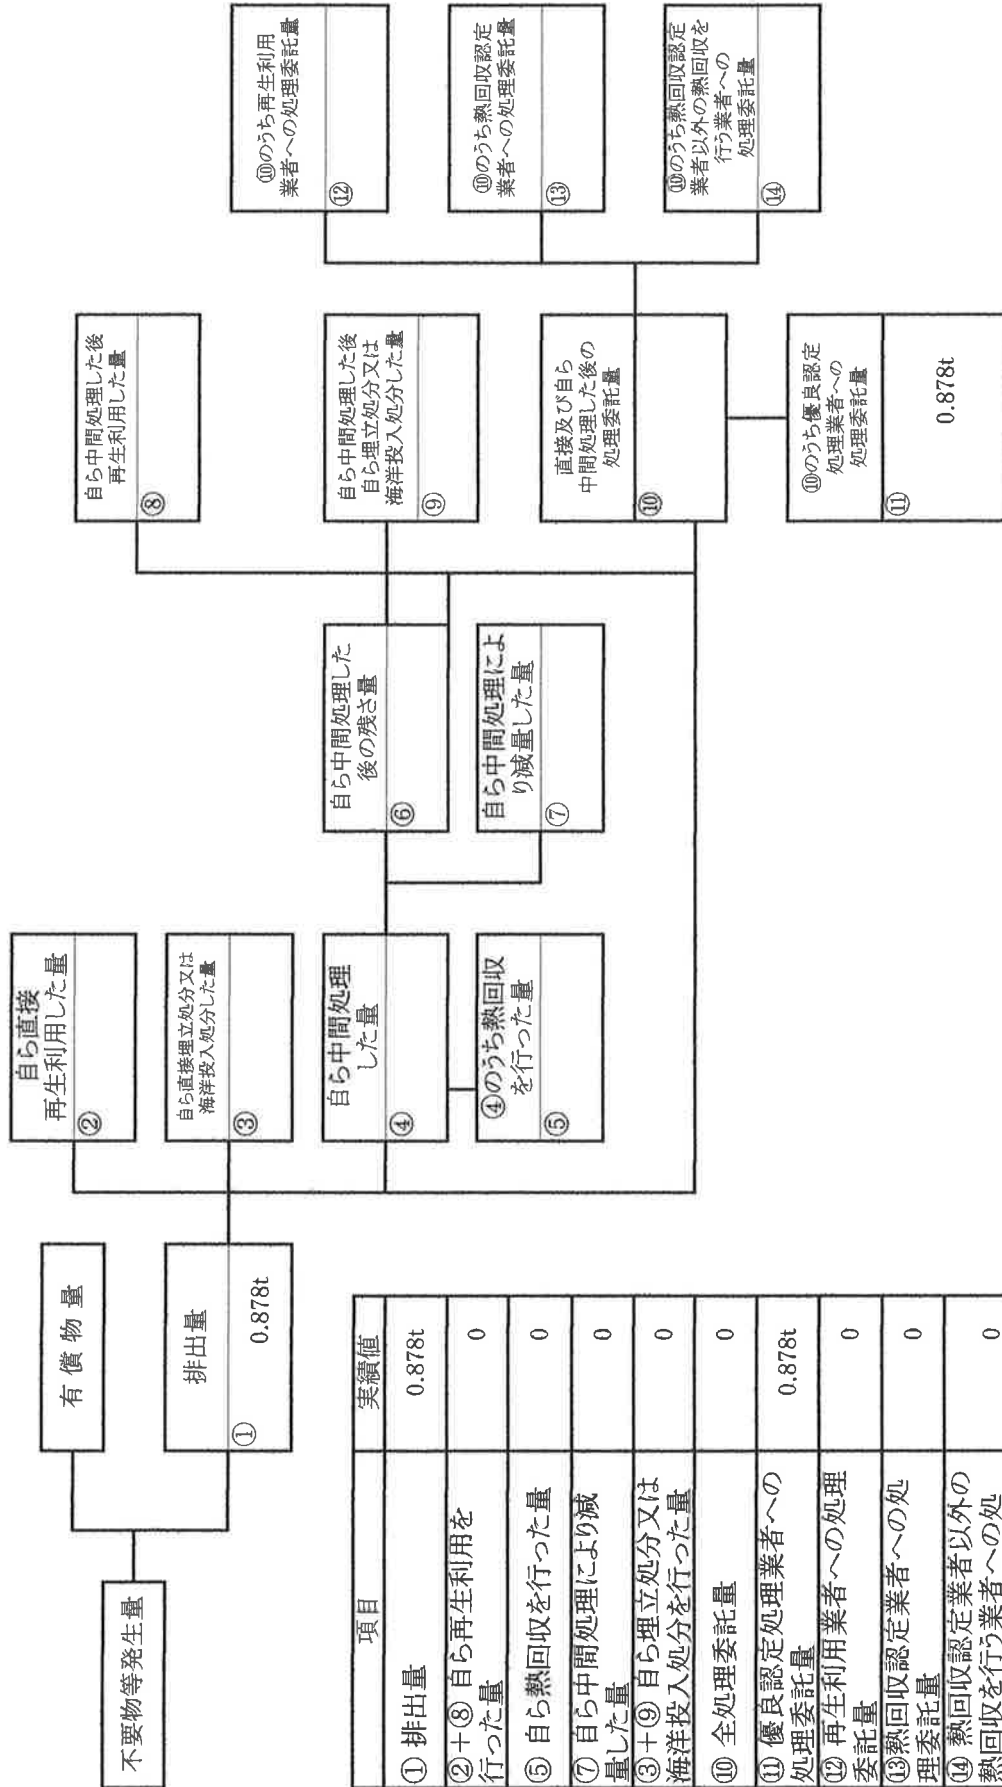 不要物等発生量
有償物量
排出量
①
0.878t
自ら直接
再生利用した量
②
自ら直接埋立処分又は
海洋投入処分した量
③
自ら中間処理
した量
④
④のうち熱回収
を行った量
⑤
自ら中間処理した
後の残さ量
⑥
自ら中間処理によ
り減量した量
⑦
自ら中間処理した後
再生利用した量
⑧
自ら中間処理した後
自ら埋立処分又は
海洋投入処分した量
⑨
直接及び自ら
中間処理した後の
処理委託量
⑩
⑩のうち優良認定
処理業者への
処理委託量
⑪
0.878t
⑩のうち再生利用
業者への処理委託量
⑫
⑩のうち熱回収認定
業者への処理委託量
⑬
⑩のうち熱回収認定
業者以外の熱回収を
行う業者への
処理委託量
⑭
項目 実績値
① 排出量 0.878t
②+⑧ 自ら再生利用を
行った量 0
⑤ 自ら熱回収を行った量 0
⑦ 自ら中間処理により減
量した量 0
③+⑨ 自ら埋立処分又は
海洋投入処分を行った量 0
⑩ 全処理委託量 0
⑪ 優良認定処理業者への
処理委託量 0.878t
⑫ 再生利用業者への処理
委託量 0
⑬熱回収認定業者への処
理委託量 0
⑭ 熱回収認定業者以外の
熱回収を行う業者への処 0